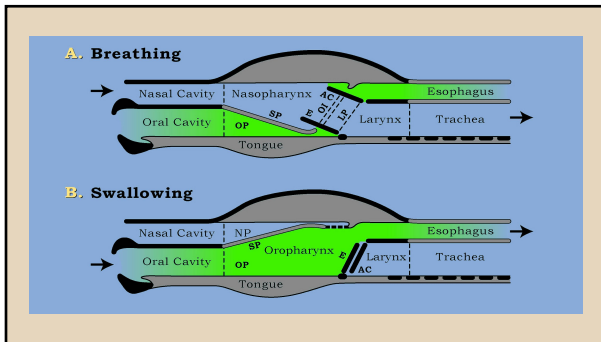 A. Breathing
Nasal Cavity Nasopharynx AC Esophagus
SP E OI LP
Oral Cavity OP Larynx Trachea
Tongue
B. Swallowing
Nasal Cavity NP Esophagus
SP Oropharynx E
Oral Cavity OP AC Larynx Trachea
Tongue